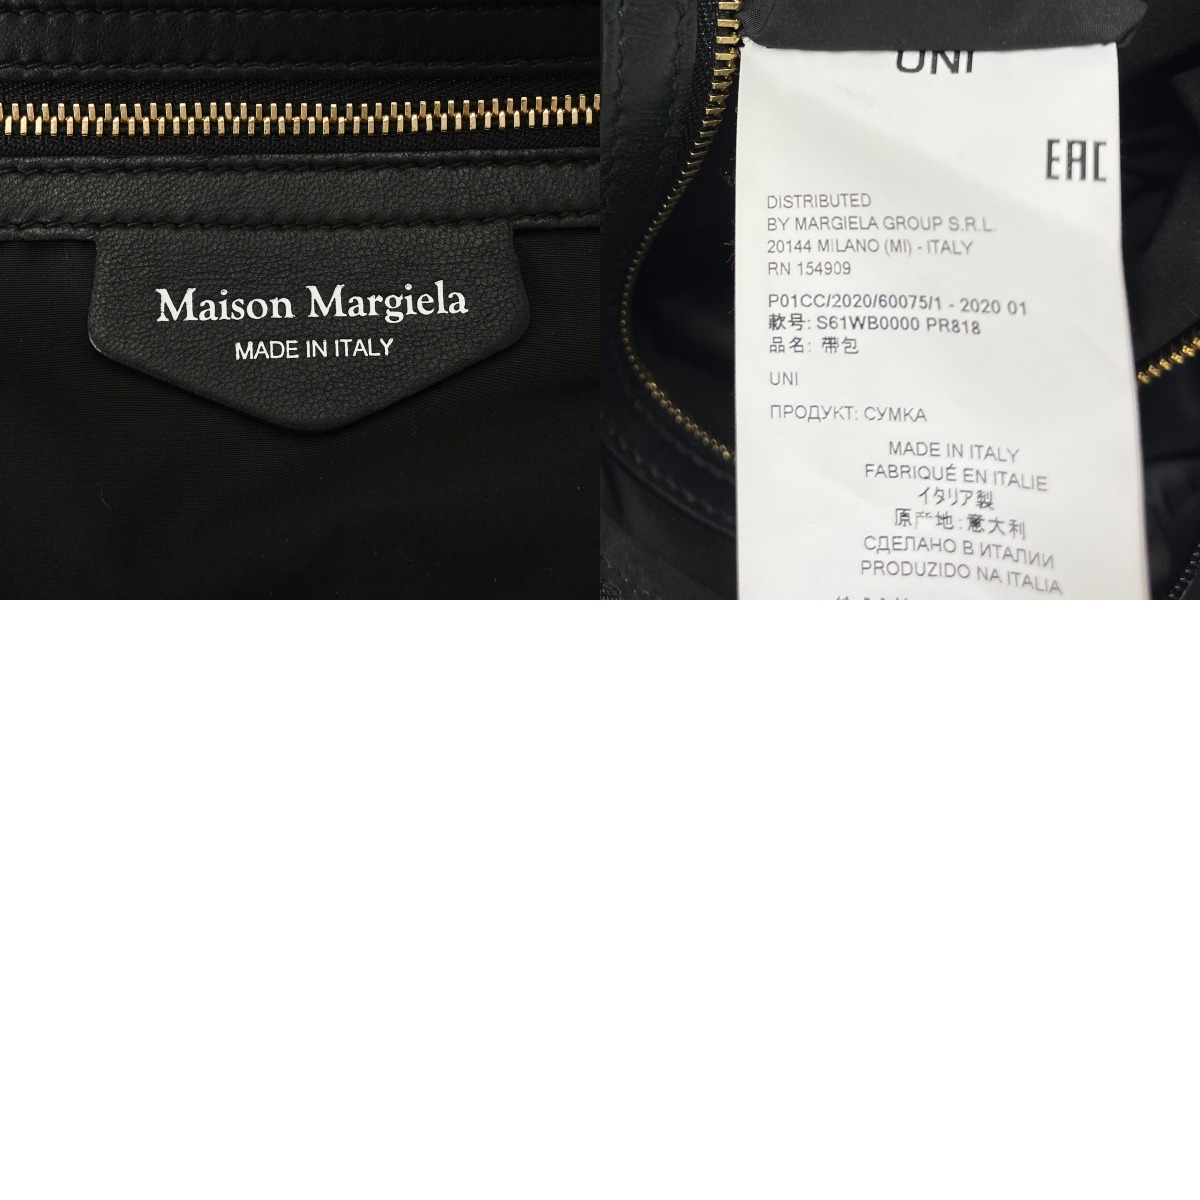 Maison Margiela
MADE IN ITALY
UNI
EAC
DISTRIBUTED
BY MARGIELA GROUP S.R.L.
20144 MILANO (MI) - ITALY
RN 154909
P01CC/2020/60075/1 - 2020 01
款号: S61WB0000 PR818
品名: 带包
UNI
ПРОДУКТ: СУМКА
MADE IN ITALY
FABRIQUÉ EN ITALIE
イタリア製
原产地: 意大利
СДЕЛАНО В ИТАЛИИ
PRODUZIDO NA ITALIA